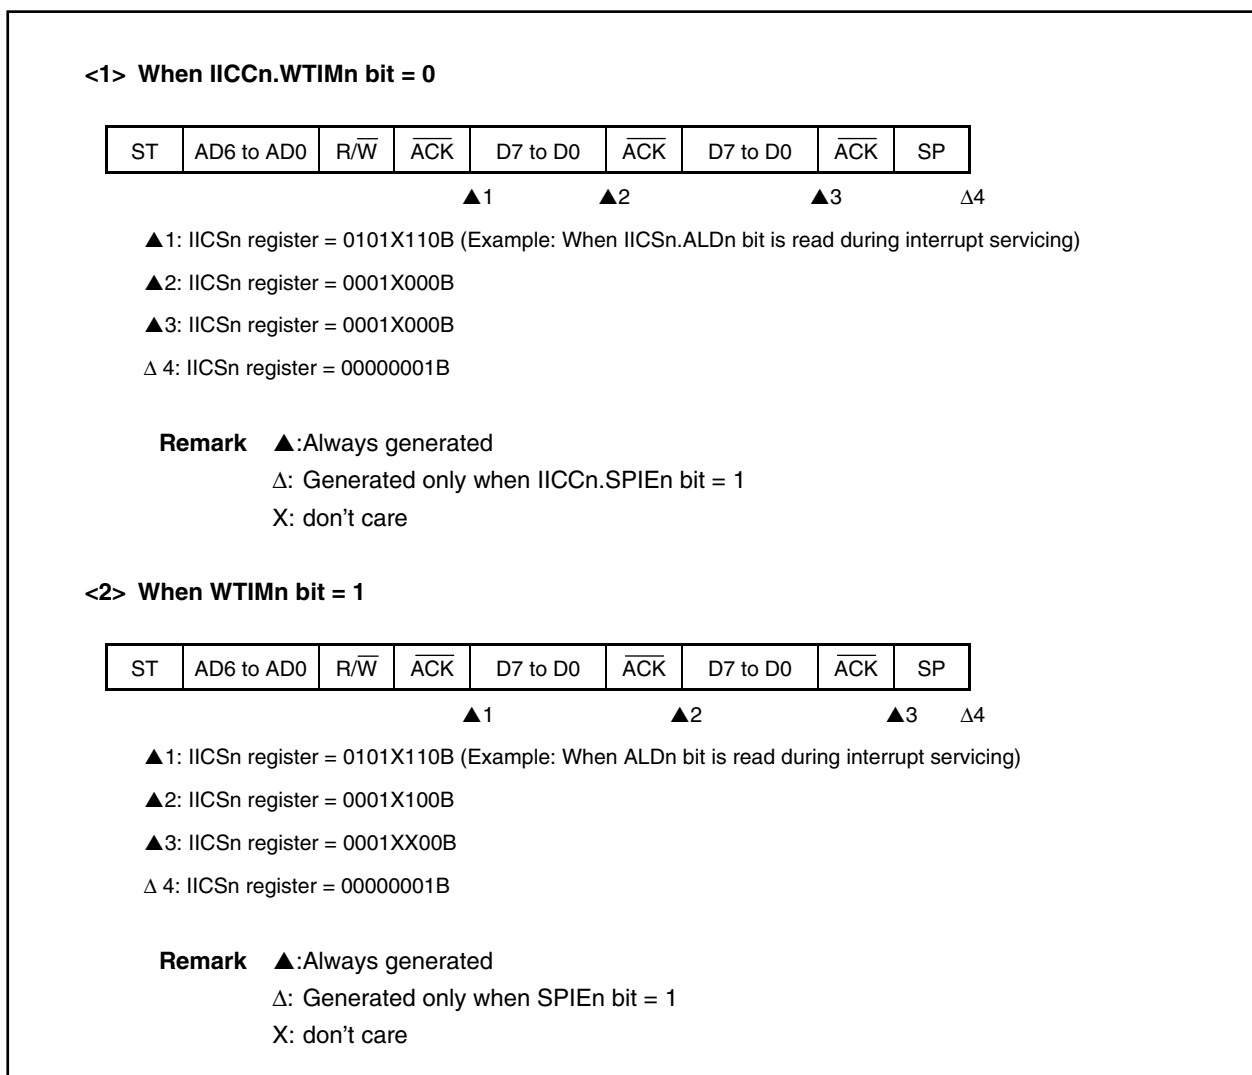 <1> When IICCn.WTIMn bit = 0
ST AD6 to AD0 R/W̅ A̅C̅K̅ D7 to D0 A̅C̅K̅ D7 to D0 A̅C̅K̅ SP
▲1 ▲2 ▲3 Δ4
▲1: IICSn register = 0101X110B (Example: When IICSn.ALDn bit is read during interrupt servicing)
▲2: IICSn register = 0001X000B
▲3: IICSn register = 0001X000B
Δ 4: IICSn register = 00000001B
Remark ▲:Always generated
Δ: Generated only when IICCn.SPIEn bit = 1
X: don't care
<2> When WTIMn bit = 1
ST AD6 to AD0 R/W̅ A̅C̅K̅ D7 to D0 A̅C̅K̅ D7 to D0 A̅C̅K̅ SP
▲1 ▲2 ▲3 Δ4
▲1: IICSn register = 0101X110B (Example: When ALDn bit is read during interrupt servicing)
▲2: IICSn register = 0001X100B
▲3: IICSn register = 0001XX00B
Δ 4: IICSn register = 00000001B
Remark ▲:Always generated
Δ: Generated only when SPIEn bit = 1
X: don't care